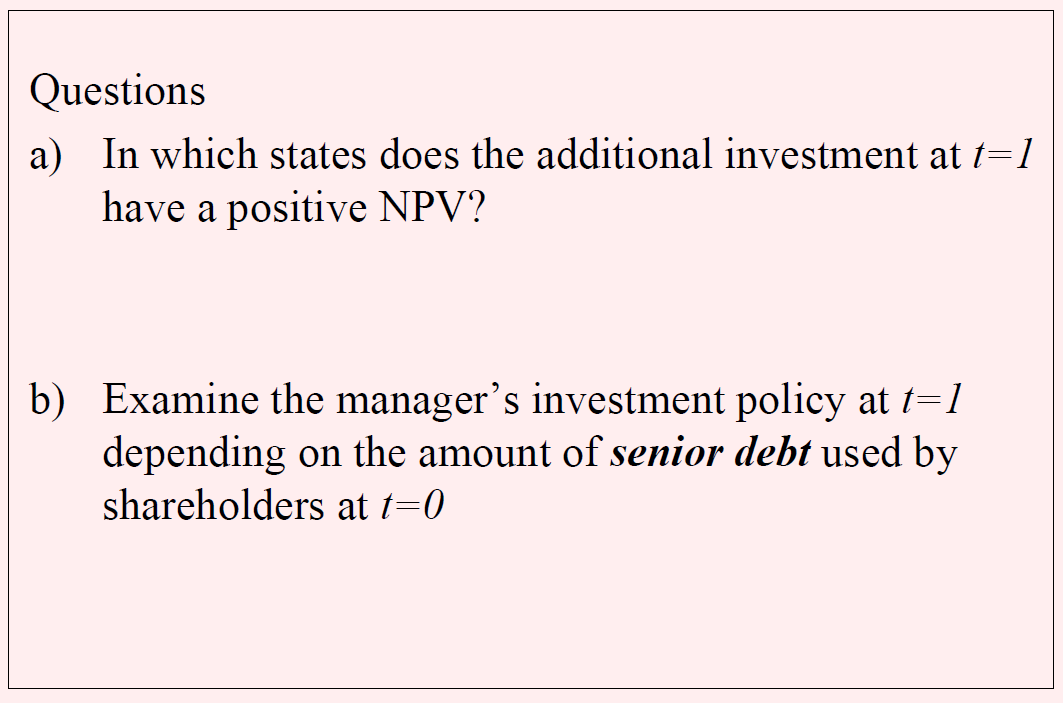 Questions
a) In which states does the additional investment at t=1
have a positive NPV?
b) Examine the manager’s investment policy at t=1
depending on the amount of senior debt used by
shareholders at t=0